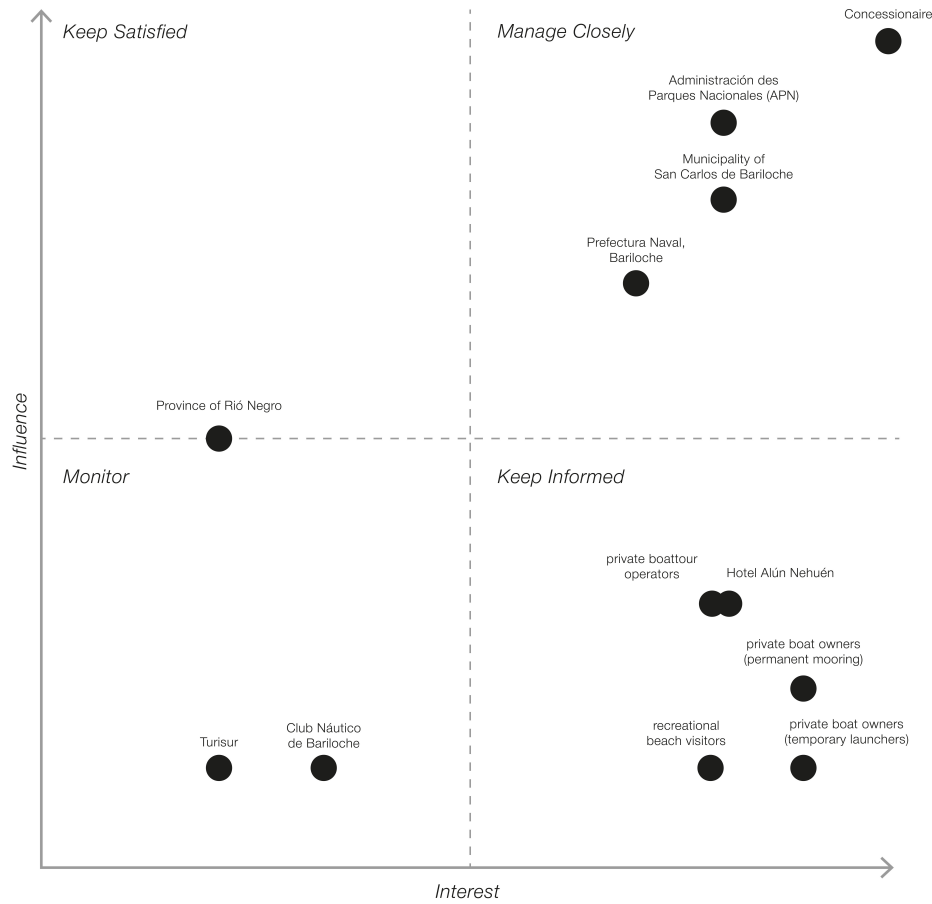 Concessionaire
Keep Satisfied
Manage Closely
Administración des
Parques Nacionales (APN)
Municipality of
San Carlos de Bariloche
Prefectura Naval,
Bariloche
Influence
Province of Rió Negro
Monitor
Keep Informed
private boattour
operators
Hotel Alún Nehuén
private boat owners
(permanent mooring)
Turisur
Club Náutico
de Bariloche
recreational
beach visitors
private boat owners
(temporary launchers)
Interest